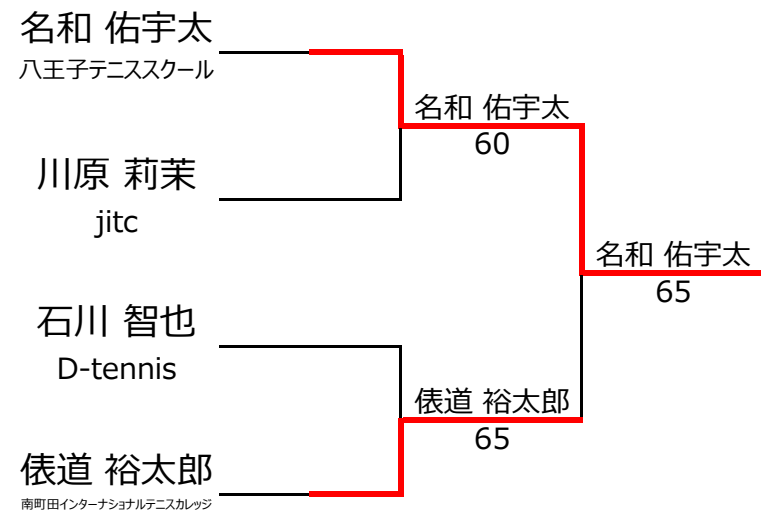 名和 佑宇太
八王子テニススクール
名和 佑宇太
60
川原 莉茉
jitc
名和 佑宇太
65
石川 智也
D-tennis
俵道 裕太郎
65
俵道 裕太郎
南町田インターナショナルテニスカレッジ